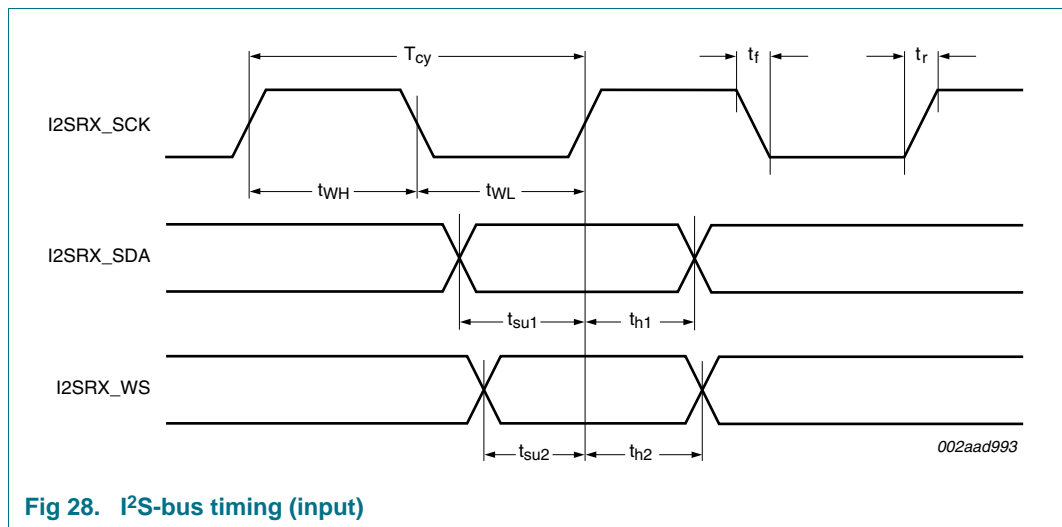 Tcy
tf
tr
I2SRX_SCK
tWH
tWL
I2SRX_SDA
tsu1
th1
I2SRX_WS
tsu2
th2
002aad993
Fig 28. I²S-bus timing (input)